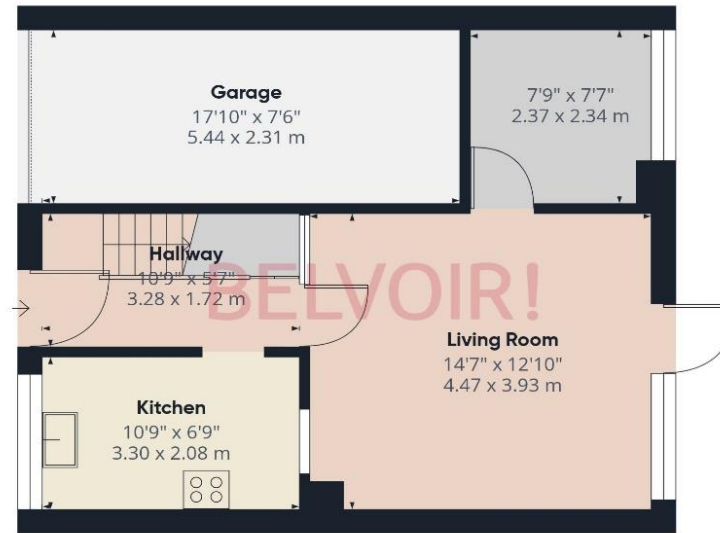 Garage
17'10" x 7'6"
5.44 x 2.31 m
7'9" x 7'7"
2.37 x 2.34 m
Hallway
10'9" x 5'7"
3.28 x 1.72 m
BELVOIR!
Living Room
14'7" x 12'10"
4.47 x 3.93 m
Kitchen
10'9" x 6'9"
3.30 x 2.08 m